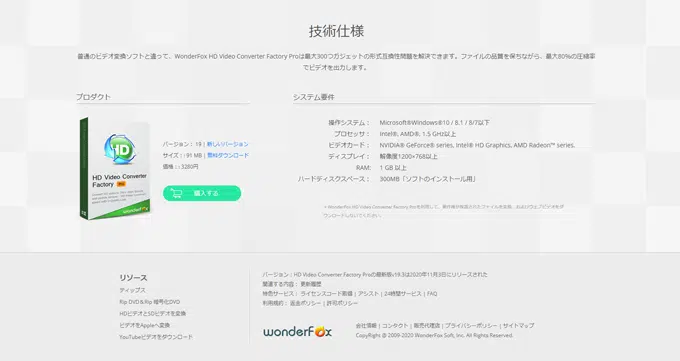 技術仕様
普通のビデオ変換ソフトと違って、WonderFox HD Video Converter Factory Proは最大300つガジェットの形式互換性問題を解決できます。ファイルの品質を保ちながら、最大80%の圧縮率
でビデオを出力します。
プロダクト
HD
HD Video Converter
Factory Pro
WonderFox
バージョン: 19 | 新しいバージョン
サイズ: : 91 MB | 無料ダウンロード
価格: : 3280円
購入する
システム要件
操作システム: Microsoft®Windows®10 / 8.1 / 8/7以下
プロセッサ: Intel®, AMD®, 1.5 GHz以上
ビデオカード: NVIDIA® GeForce® series, Intel® HD Graphics, AMD Radeon™ series.
ディスプレイ: 解像度1200×768以上
RAM: 1 GB 以上
ハードディスクスペース: 300MB「ソフトのインストール用」
リソース
ティップス
Rip DVD＆Rip 暗号化DVD
HDビデオとSDビデオを変換
ビデオをAppleへ変換
YouTubeビデオをダウンロード
バージョン：HD Video Converter Factory Proの最新版v19.3は2020年11月3日にリリースされた
関連する内容： 更新履歴
特色サービス： ライセンスコード取得 | アシスト | 24時間サービス | FAQ
利用規約： 返金ポリシー | 許可ポリシー
wonderFox
会社情報 | コンタクト | 販売代理店 | プライバシーポリシー | サイトマップ
CopyRight @ 2009-2020 WonderFox Soft, Inc. All Rights Reserved.